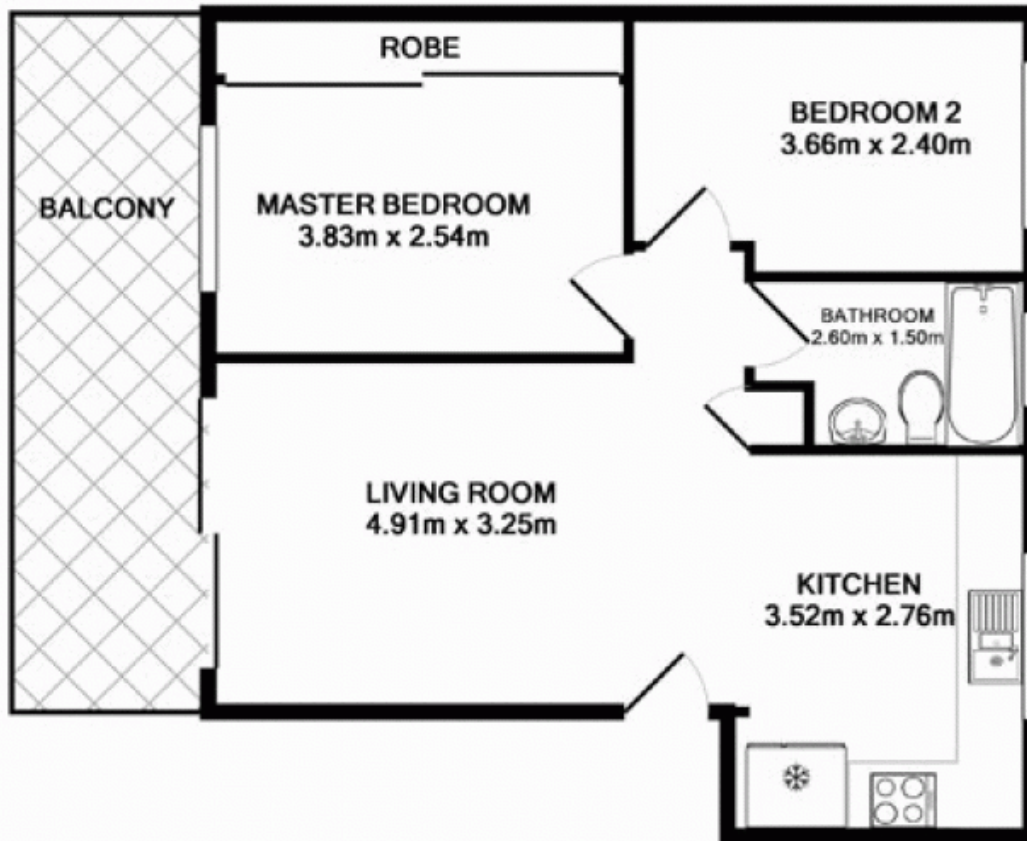 ROBE
BEDROOM 2
3.66m x 2.40m
BALCONY
MASTER BEDROOM
3.83m x 2.54m
BATHROOM
2.60m x 1.50m
LIVING ROOM
4.91m x 3.25m
KITCHEN
3.52m x 2.76m